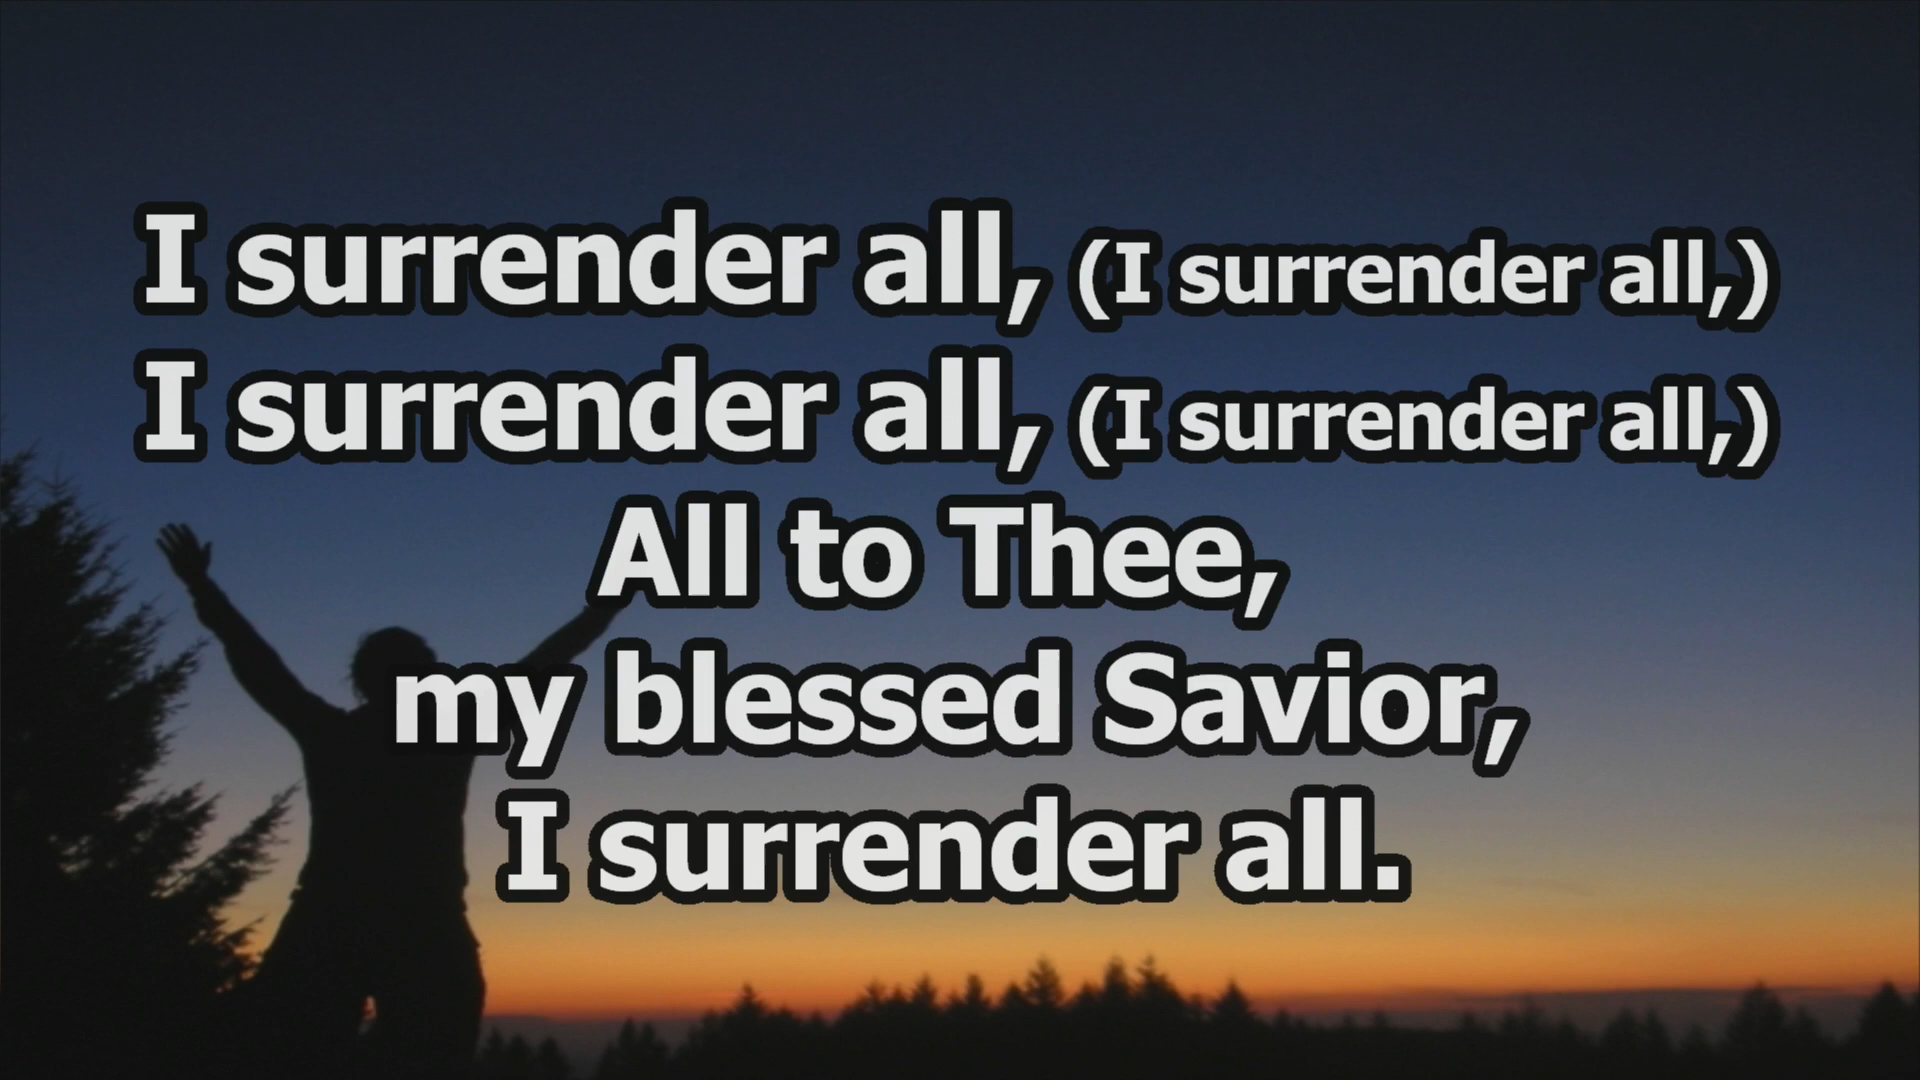 I surrender all, (I surrender all,)
I surrender all, (I surrender all,)
All to Thee,
my blessed Savior,
I surrender all.